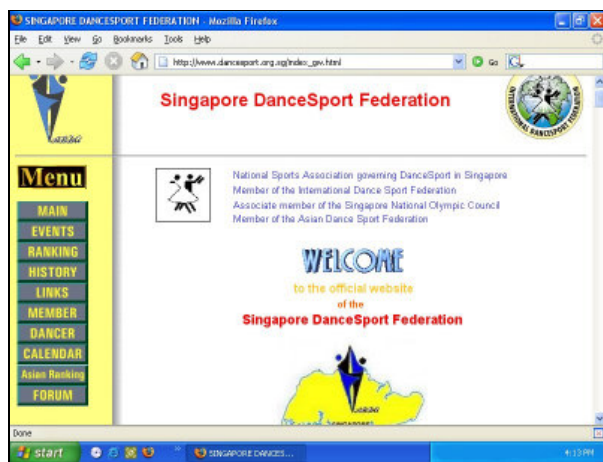 SINGAPORE DANCESPORT FEDERATION - Mozilla Firefox
File Edit View Go Bookmarks Tools Help
http://www.dancesport.org.sg/index_grv.html
Go
Singapore DanceSport Federation
INTERNATIONAL DANCESPORT FEDERATION
Menu
MAIN
EVENTS
RANKING
HISTORY
LINKS
MEMBER
DANCER
CALENDAR
Asian Ranking
FORUM
National Sports Association governing DanceSport in Singapore
Member of the International Dance Sport Federation
Associate member of the Singapore National Olympic Council
Member of the Asian Dance Sport Federation
WELCOME
to the official website
of the
Singapore DanceSport Federation
Done
start
SINGAPORE DANCES...
4:13 PM